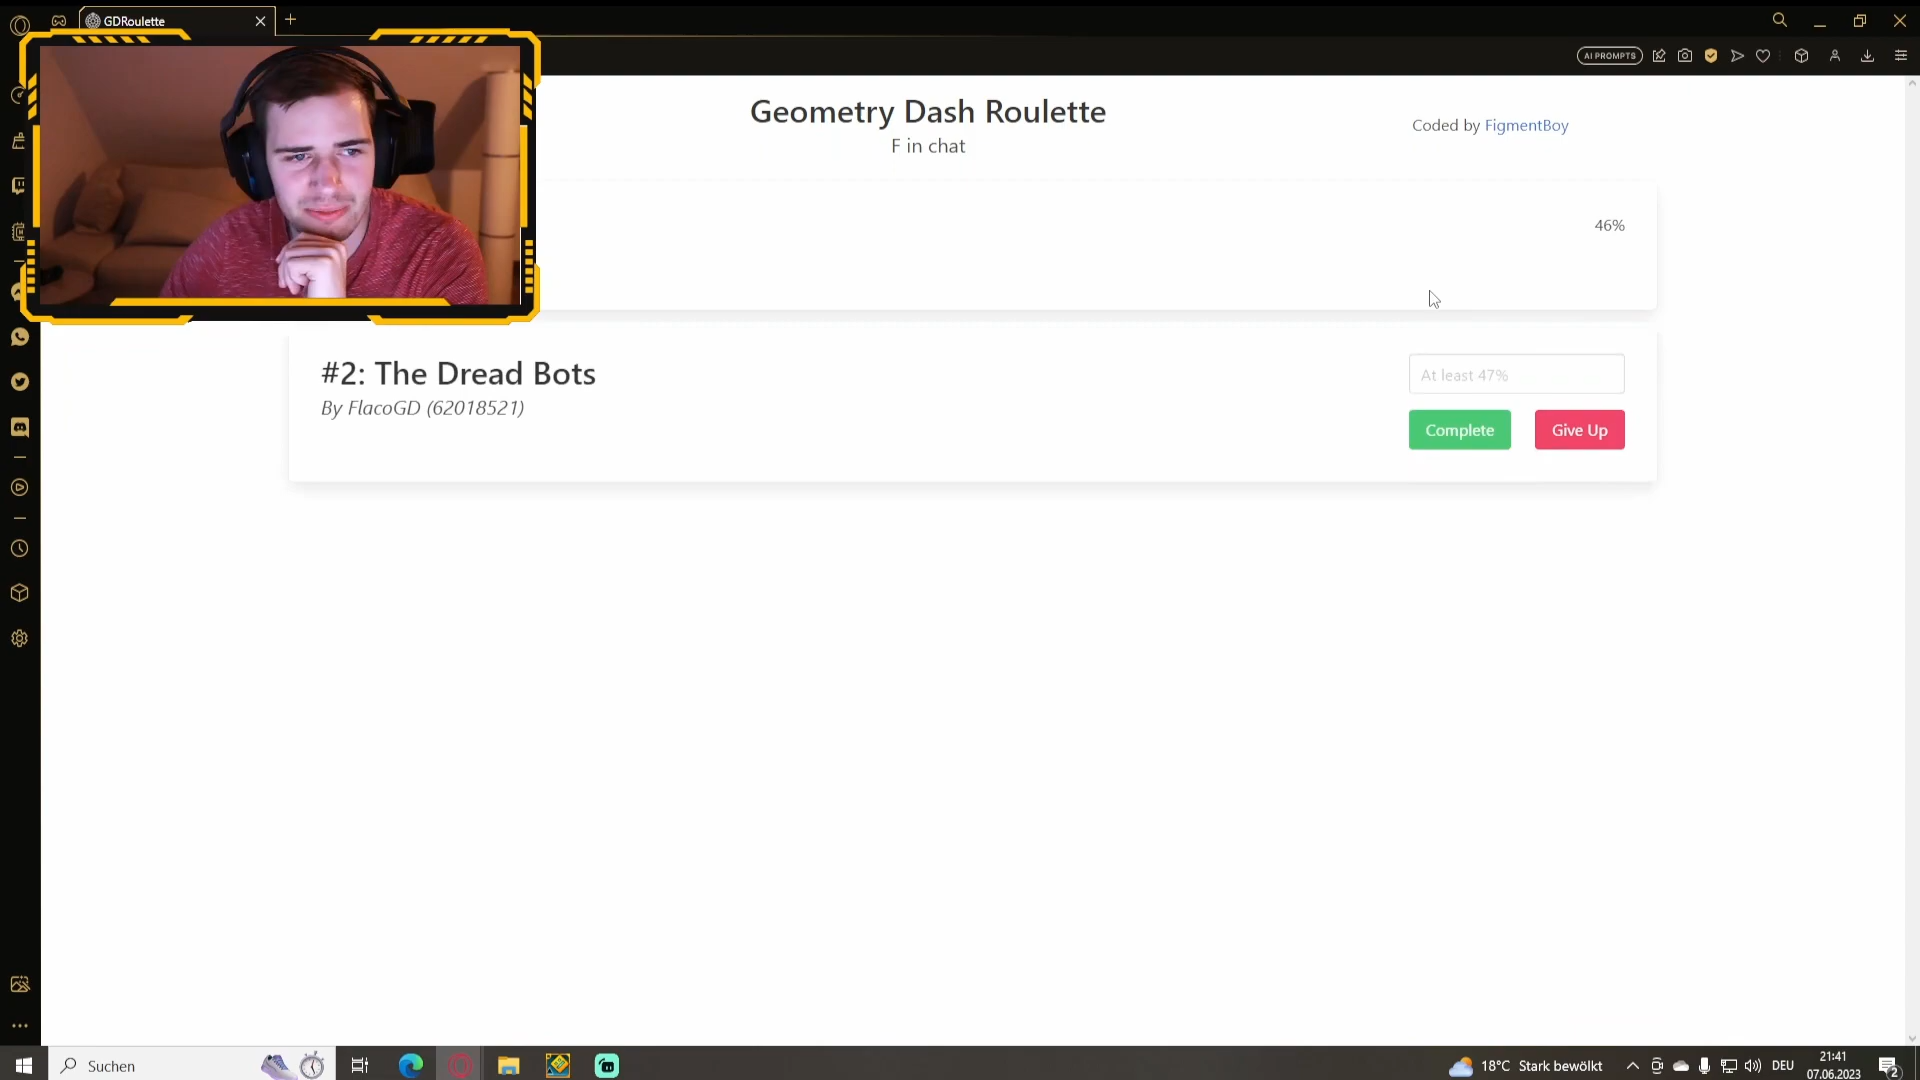 GDRoulette
AI PROMPTS
Geometry Dash Roulette
F in chat
Coded by FigmentBoy
46%
#2: The Dread Bots
By FlacoGD (62018521)
At least 47%
Complete
Give Up
Suchen
18°C Stark bewölkt
DEU
21:41
07.06.2023
2